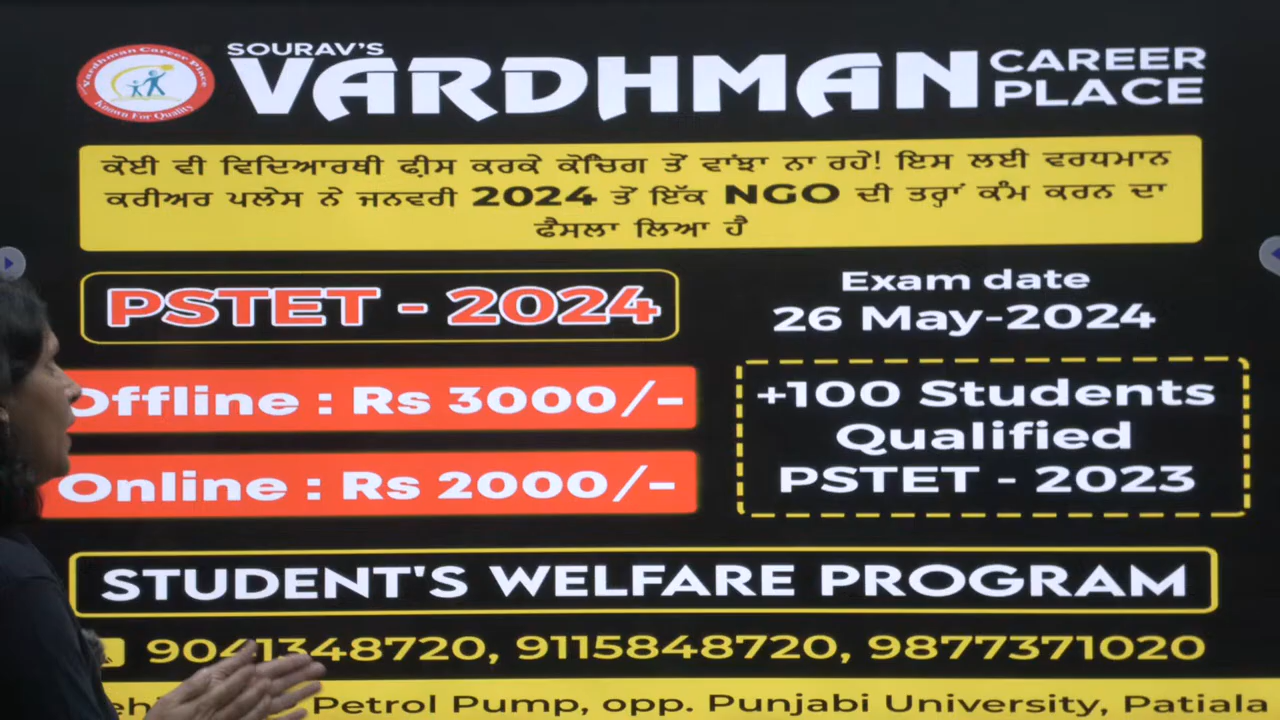 SOURAV'S
VARDHMAN CAREER PLACE
Vardhman Career Place
Known For Quality
ਕੋਈ ਵੀ ਵਿਦਿਆਰਥੀ ਫੀਸ ਕਰਕੇ ਕੋਚਿੰਗ ਤੋਂ ਵਾਂਝਾ ਨਾ ਰਹੇ! ਇਸ ਲਈ ਵਰਧਮਾਨ
ਕਰੀਅਰ ਪਲੇਸ ਨੇ ਜਨਵਰੀ 2024 ਤੋਂ ਇੱਕ NGO ਦੀ ਤਰ੍ਹਾਂ ਕੰਮ ਕਰਨ ਦਾ
ਫੈਸਲਾ ਲਿਆ ਹੈ
PSTET - 2024
Exam date
26 May-2024
Offline : Rs 3000/-
Online : Rs 2000/-
+100 Students
Qualified
PSTET - 2023
STUDENT'S WELFARE PROGRAM
9041348720, 9115848720, 9877371020
Petrol Pump, opp. Punjabi University, Patiala